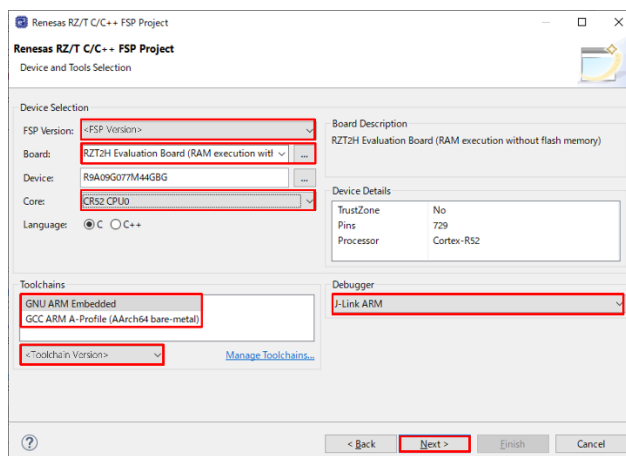 Renesas RZ/T C/C++ FSP Project
Renesas RZ/T C/C++ FSP Project
Device and Tools Selection
Device Selection
FSP Version: <FSP Version>
Board: RZT2H Evaluation Board (RAM execution witl ...
Device: R9A09G077M44GBG ...
Core: CR52 CPU0
Language: C C++
Board Description
RZT2H Evaluation Board (RAM execution without flash memory)
Device Details
TrustZone No
Pins 729
Processor Cortex-R52
Toolchains
GNU ARM Embedded
GCC ARM A-Profile (AArch64 bare-metal)
<Toolchain Version> Manage Toolchains...
Debugger
J-Link ARM
? < Back Next > Finish Cancel